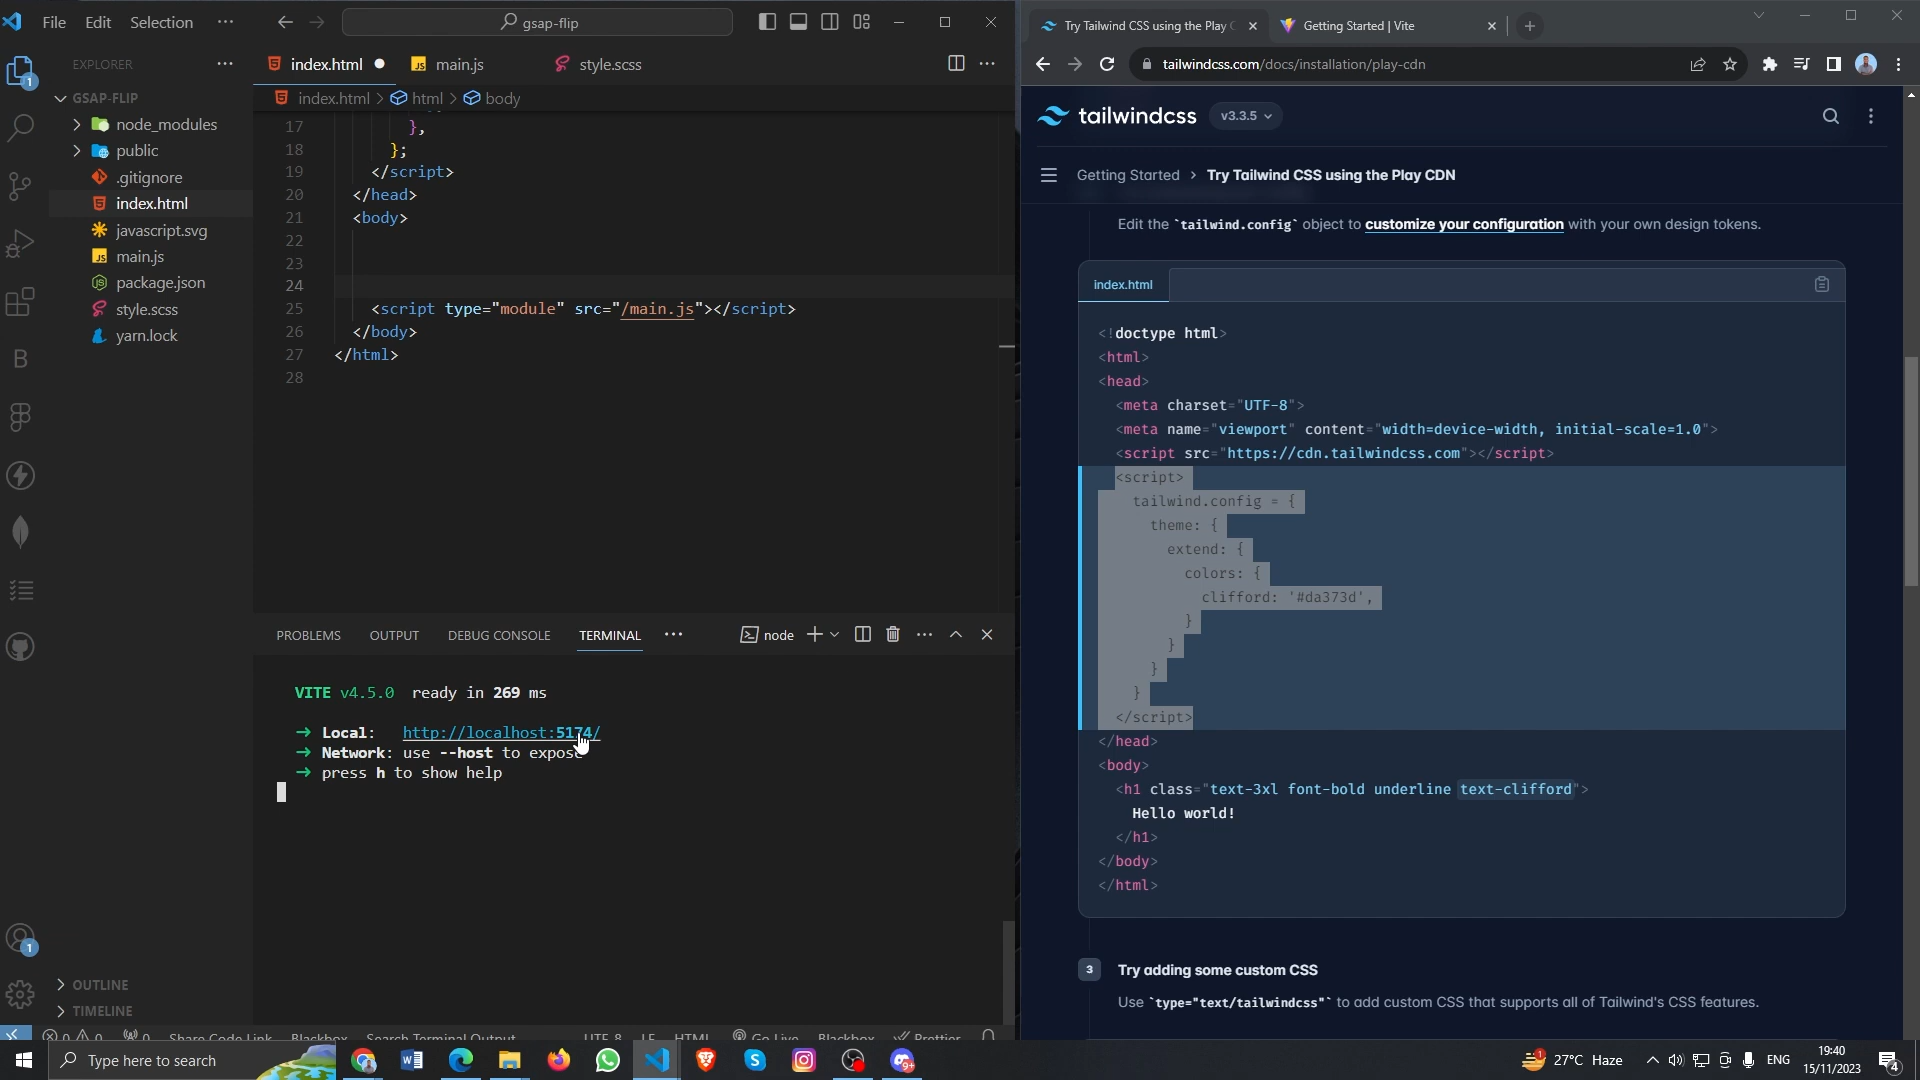 File Edit Selection ···
gsap-flip
EXPLORER ···
GSAP-FLIP
node_modules
public
.gitignore
index.html
javascript.svg
main.js
package.json
style.scss
yarn.lock
OUTLINE
TIMELINE
1
1
index.html
main.js
style.scss
index.html > html > body
17 },
18 };
19 </script>
20 </head>
21 <body>
22
23
24
25 <script type="module" src="/main.js"></script>
26 </body>
27 </html>
28
PROBLEMS OUTPUT DEBUG CONSOLE TERMINAL ··· node
VITE v4.5.0 ready in 269 ms
➜ Local: http://localhost:5174/
➜ Network: use --host to expose
➜ press h to show help
0 0 0 Share Code Link Blackbox Search Terminal Output UTF-8 LF HTML Go Live Blackbox Prettier
Try Tailwind CSS using the Play C
Getting Started | Vite
tailwindcss.com/docs/installation/play-cdn
tailwindcss v3.3.5
Getting Started > Try Tailwind CSS using the Play CDN
Edit the `tailwind.config` object to customize your configuration with your own design tokens.
index.html
<!doctype html>
<html>
<head>
<meta charset="UTF-8">
<meta name="viewport" content="width=device-width, initial-scale=1.0">
<script src="https://cdn.tailwindcss.com"></script>
<script>
tailwind.config = {
theme: {
extend: {
colors: {
clifford: '#da373d',
}
}
}
}
</script>
</head>
<body>
<h1 class="text-3xl font-bold underline text-clifford">
Hello world!
</h1>
</body>
</html>
3 Try adding some custom CSS
Use `type="text/tailwindcss"` to add custom CSS that supports all of Tailwind's CSS features.
Type here to search
9+
1
27°C Haze
ENG
19:40
15/11/2023
4